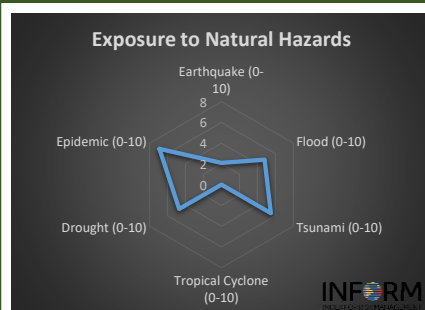 Exposure to Natural Hazards
Earthquake (0-
10)
8
6
4
2
0
Epidemic (0-10)
Flood (0-10)
Drought (0-10)
Tsunami (0-10)
Tropical Cyclone
(0-10)
INFORM